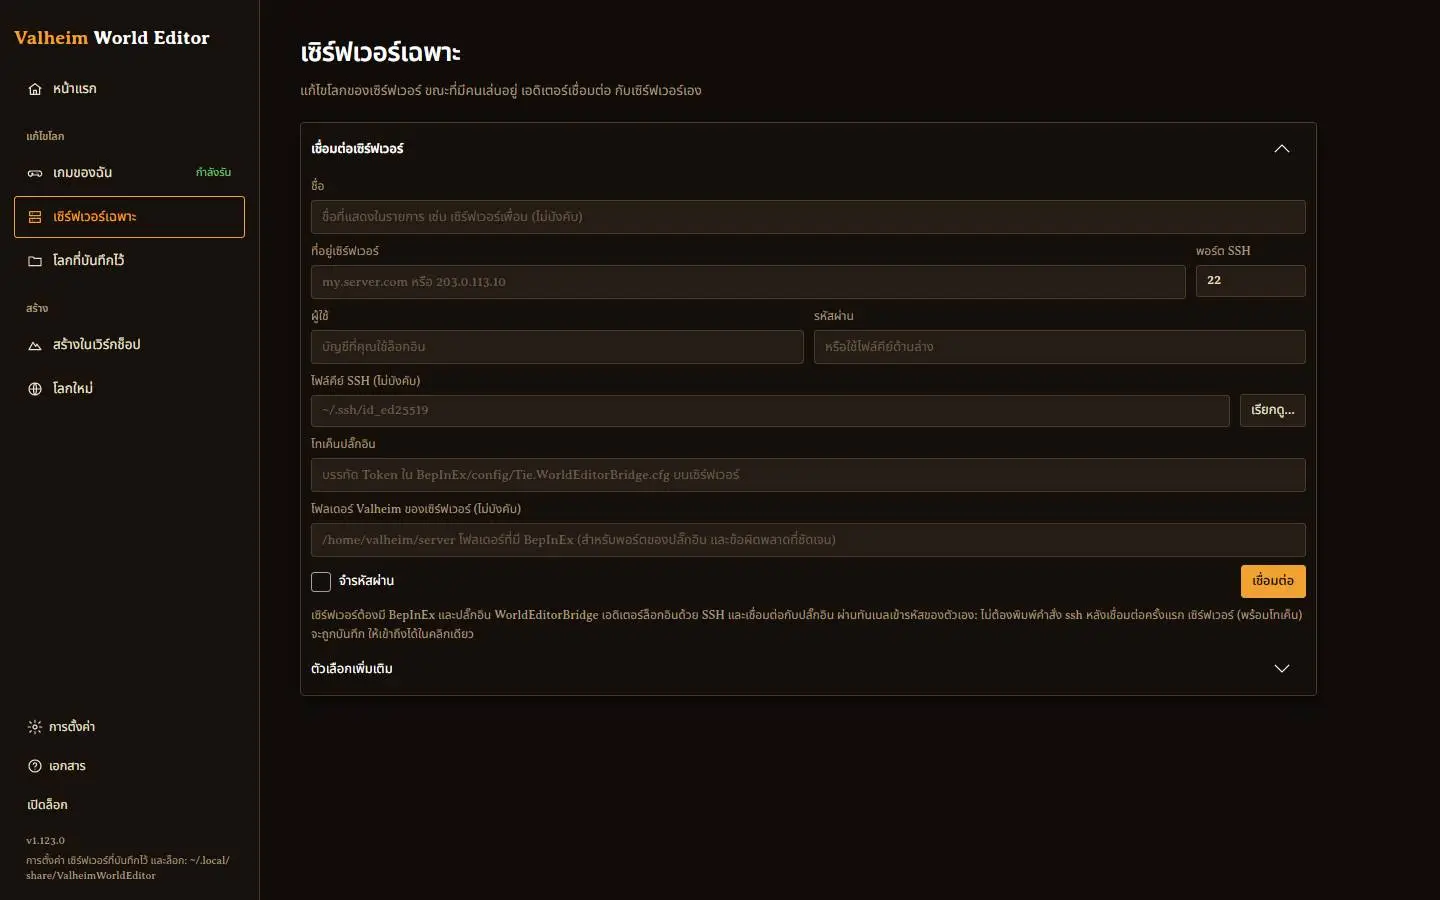 Valheim World Editor
หน้าแรก
แก้ไขโลก
เกมของฉัน
กำลังรัน
เซิร์ฟเวอร์เฉพาะ
โลกที่บันทึกไว้
สร้าง
สร้างในเวิร์กช็อป
โลกใหม่
การตั้งค่า
เอกสาร
เปิดล็อก
v1.123.0
การตั้งค่า เซิร์ฟเวอร์ที่บันทึกไว้ และล็อก: ~/.local/
share/ValheimWorldEditor
เซิร์ฟเวอร์เฉพาะ
แก้ไขโลกของเซิร์ฟเวอร์ ขณะที่มีคนเล่นอยู่ เอดิเตอร์เชื่อมต่อ กับเซิร์ฟเวอร์เอง
เชื่อมต่อเซิร์ฟเวอร์
ชื่อ
ชื่อที่แสดงในรายการ เช่น เซิร์ฟเวอร์เพื่อน (ไม่บังคับ)
ที่อยู่เซิร์ฟเวอร์
พอร์ต SSH
my.server.com หรือ 203.0.113.10
22
ผู้ใช้
รหัสผ่าน
บัญชีที่คุณใช้ล็อกอิน
หรือใช้ไฟล์คีย์ด้านล่าง
ไฟล์คีย์ SSH (ไม่บังคับ)
~/.ssh/id_ed25519
เรียกดู...
โทเค็นปลั๊กอิน
บรรทัด Token ใน BepInEx/config/Tie.WorldEditorBridge.cfg บนเซิร์ฟเวอร์
โฟลเดอร์ Valheim ของเซิร์ฟเวอร์ (ไม่บังคับ)
/home/valheim/server โฟลเดอร์ที่มี BepInEx (สำหรับพอร์ตของปลั๊กอิน และข้อผิดพลาดที่ชัดเจน)
จำรหัสผ่าน
เชื่อมต่อ
เซิร์ฟเวอร์ต้องมี BepInEx และปลั๊กอิน WorldEditorBridge เอดิเตอร์ล็อกอินด้วย SSH และเชื่อมต่อกับปลั๊กอิน ผ่านทันเนลเข้ารหัสของตัวเอง: ไม่ต้องพิมพ์คำสั่ง ssh หลังเชื่อมต่อครั้งแรก เซิร์ฟเวอร์ (พร้อมโทเค็น)
จะถูกบันทึก ให้เข้าถึงได้ในคลิกเดียว
ตัวเลือกเพิ่มเติม